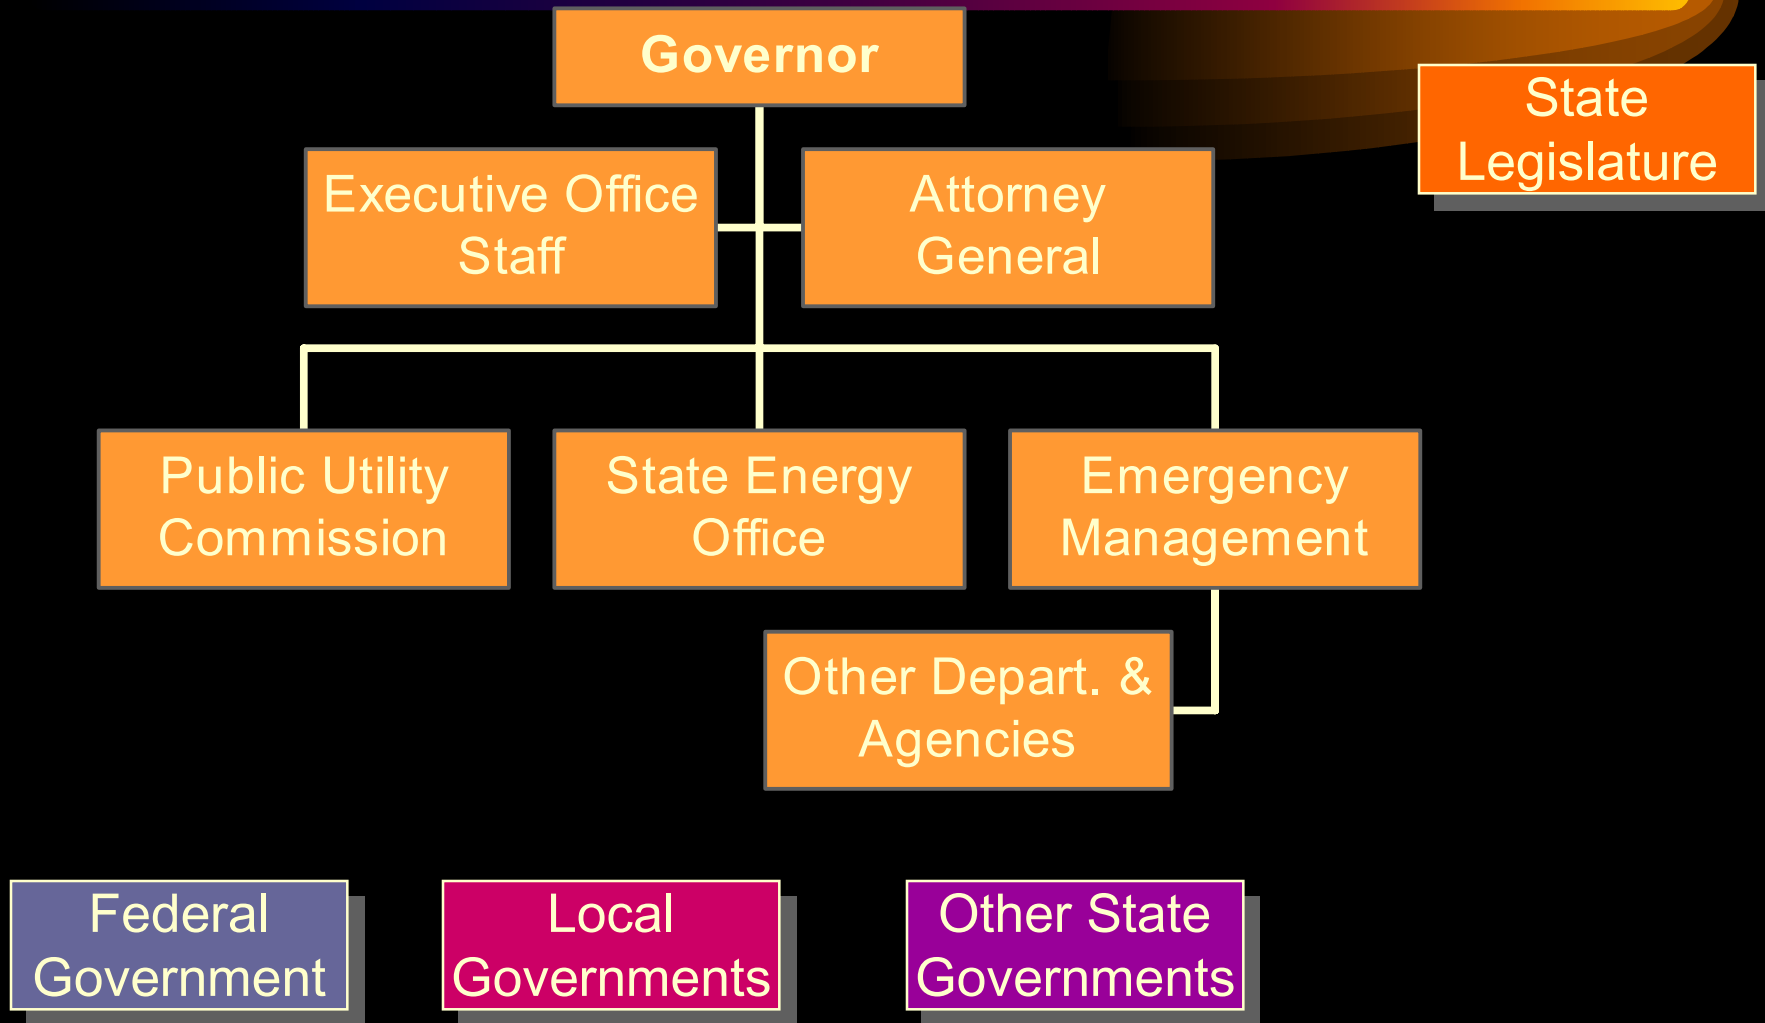 Governor
State
Legislature
Executive Office
Staff
Attorney
General
Public Utility
Commission
State Energy
Office
Emergency
Management
Other Depart. &
Agencies
Federal
Government
Local
Governments
Other State
Governments